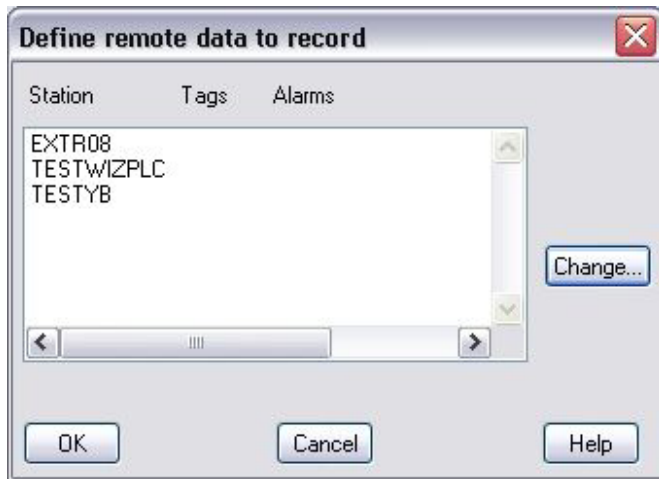 Define remote data to record
Station Tags Alarms
EXTR08
TESTWIZPLC
TESTYB
Change...
OK Cancel Help